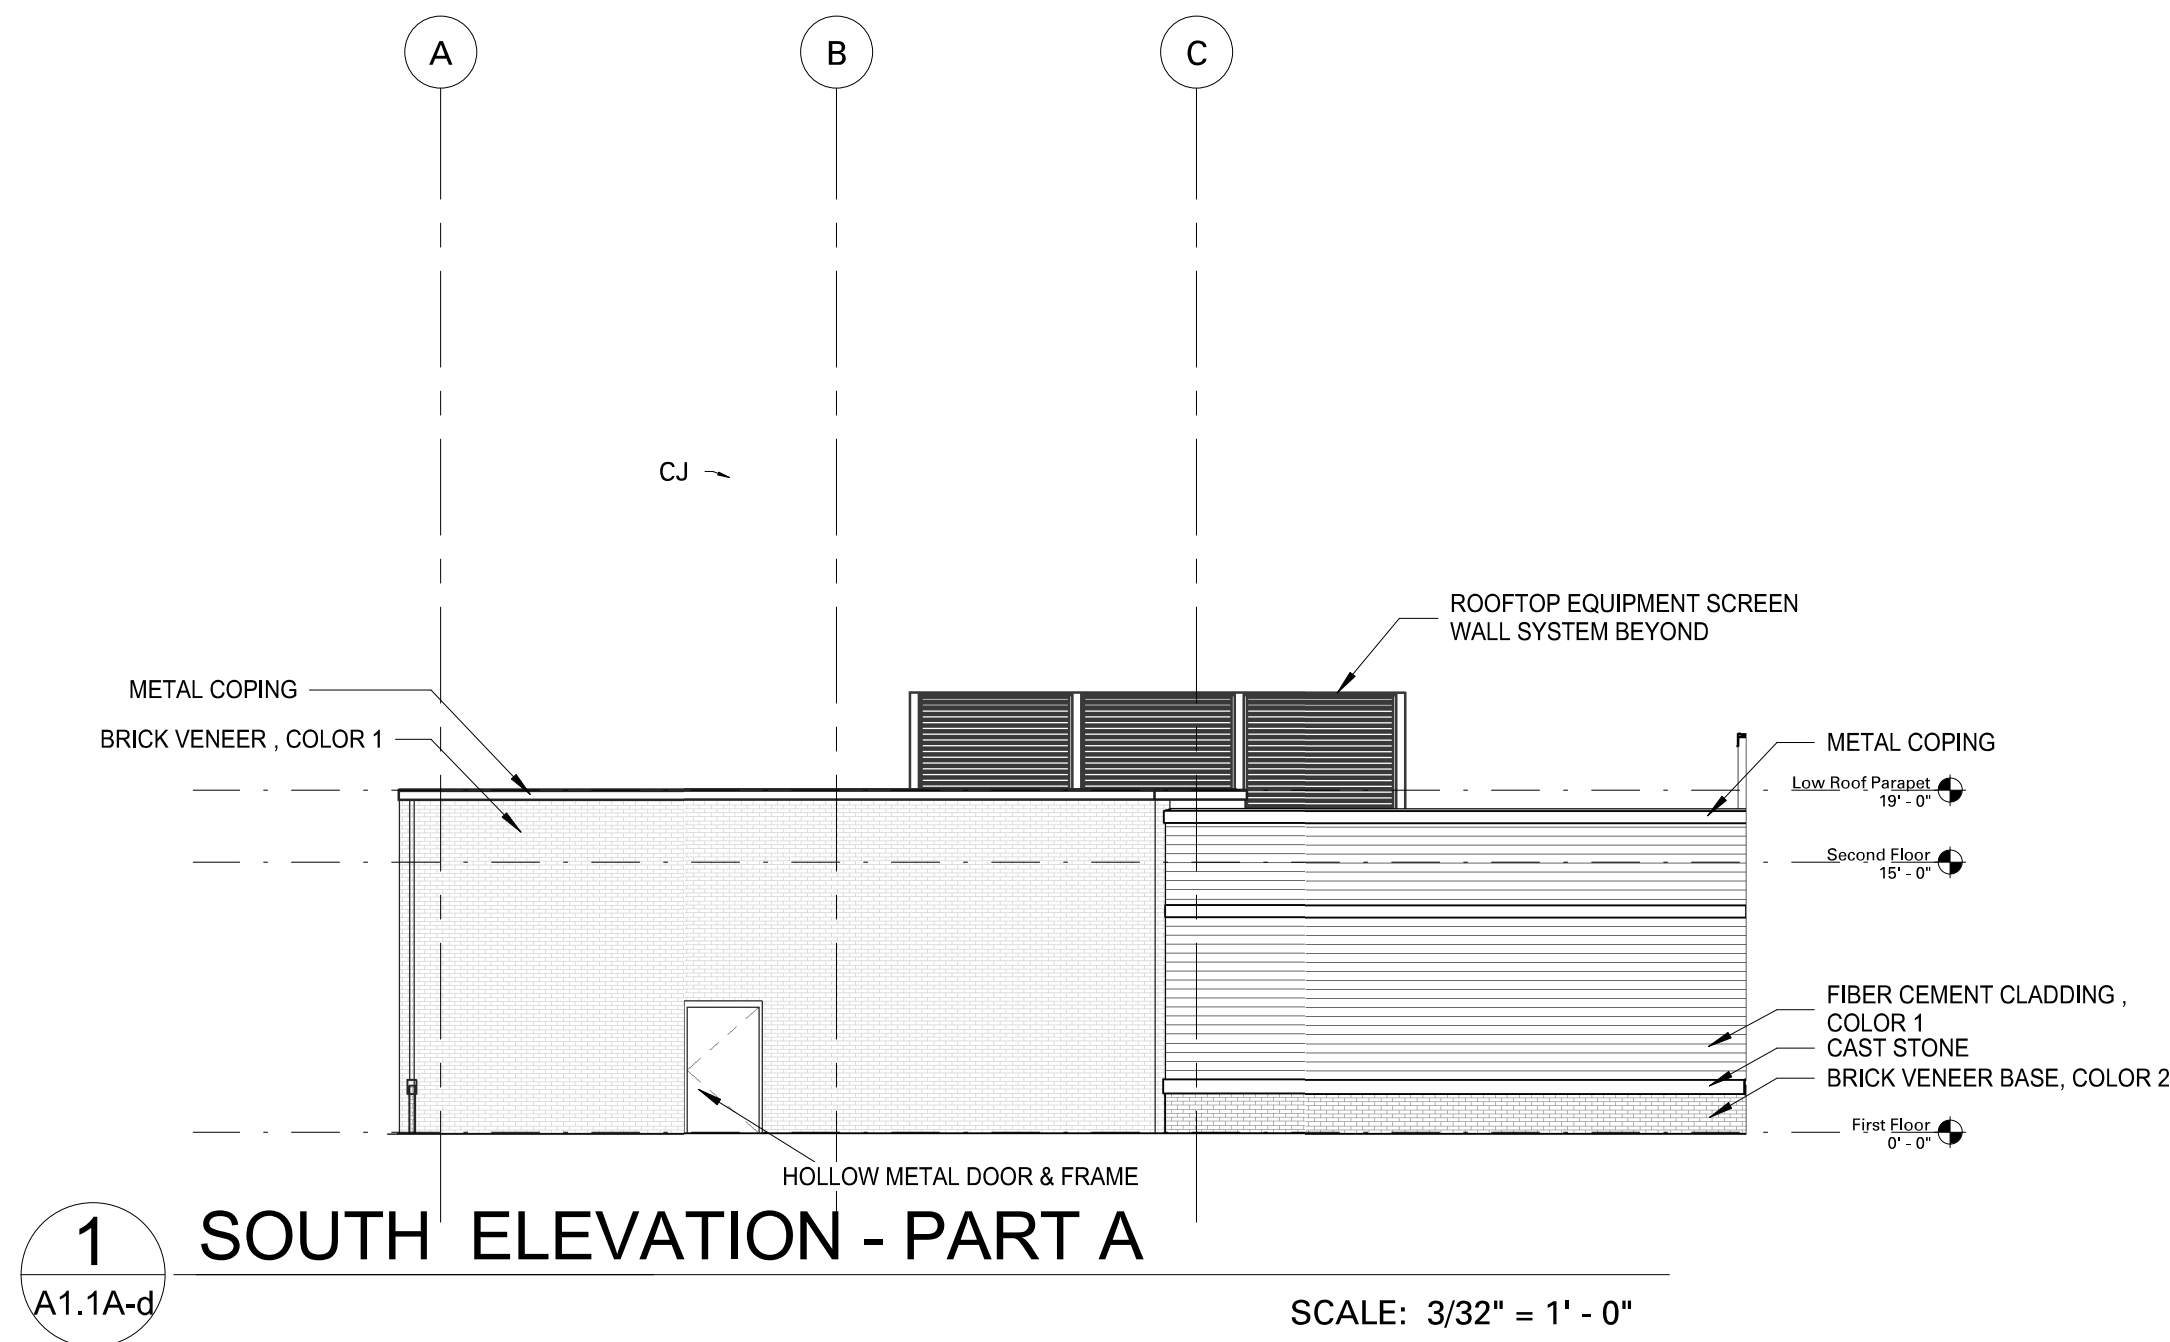 A
B
C
CJ
ROOFTOP EQUIPMENT SCREEN
WALL SYSTEM BEYOND
METAL COPING
BRICK VENEER , COLOR 1
METAL COPING
Low Roof Parapet
19' - 0"
Second Floor
15' - 0"
FIBER CEMENT CLADDING ,
COLOR 1
CAST STONE
BRICK VENEER BASE, COLOR 2
First Floor
0' - 0"
HOLLOW METAL DOOR & FRAME
1
A1.1A-d
SOUTH ELEVATION - PART A
SCALE: 3/32" = 1' - 0"